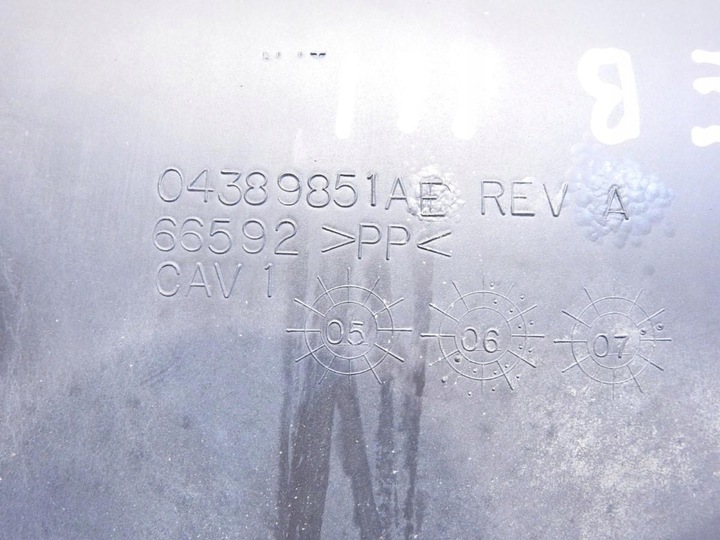 04389851AE REV A
66592 >PP<
CAV 1
05 06 07